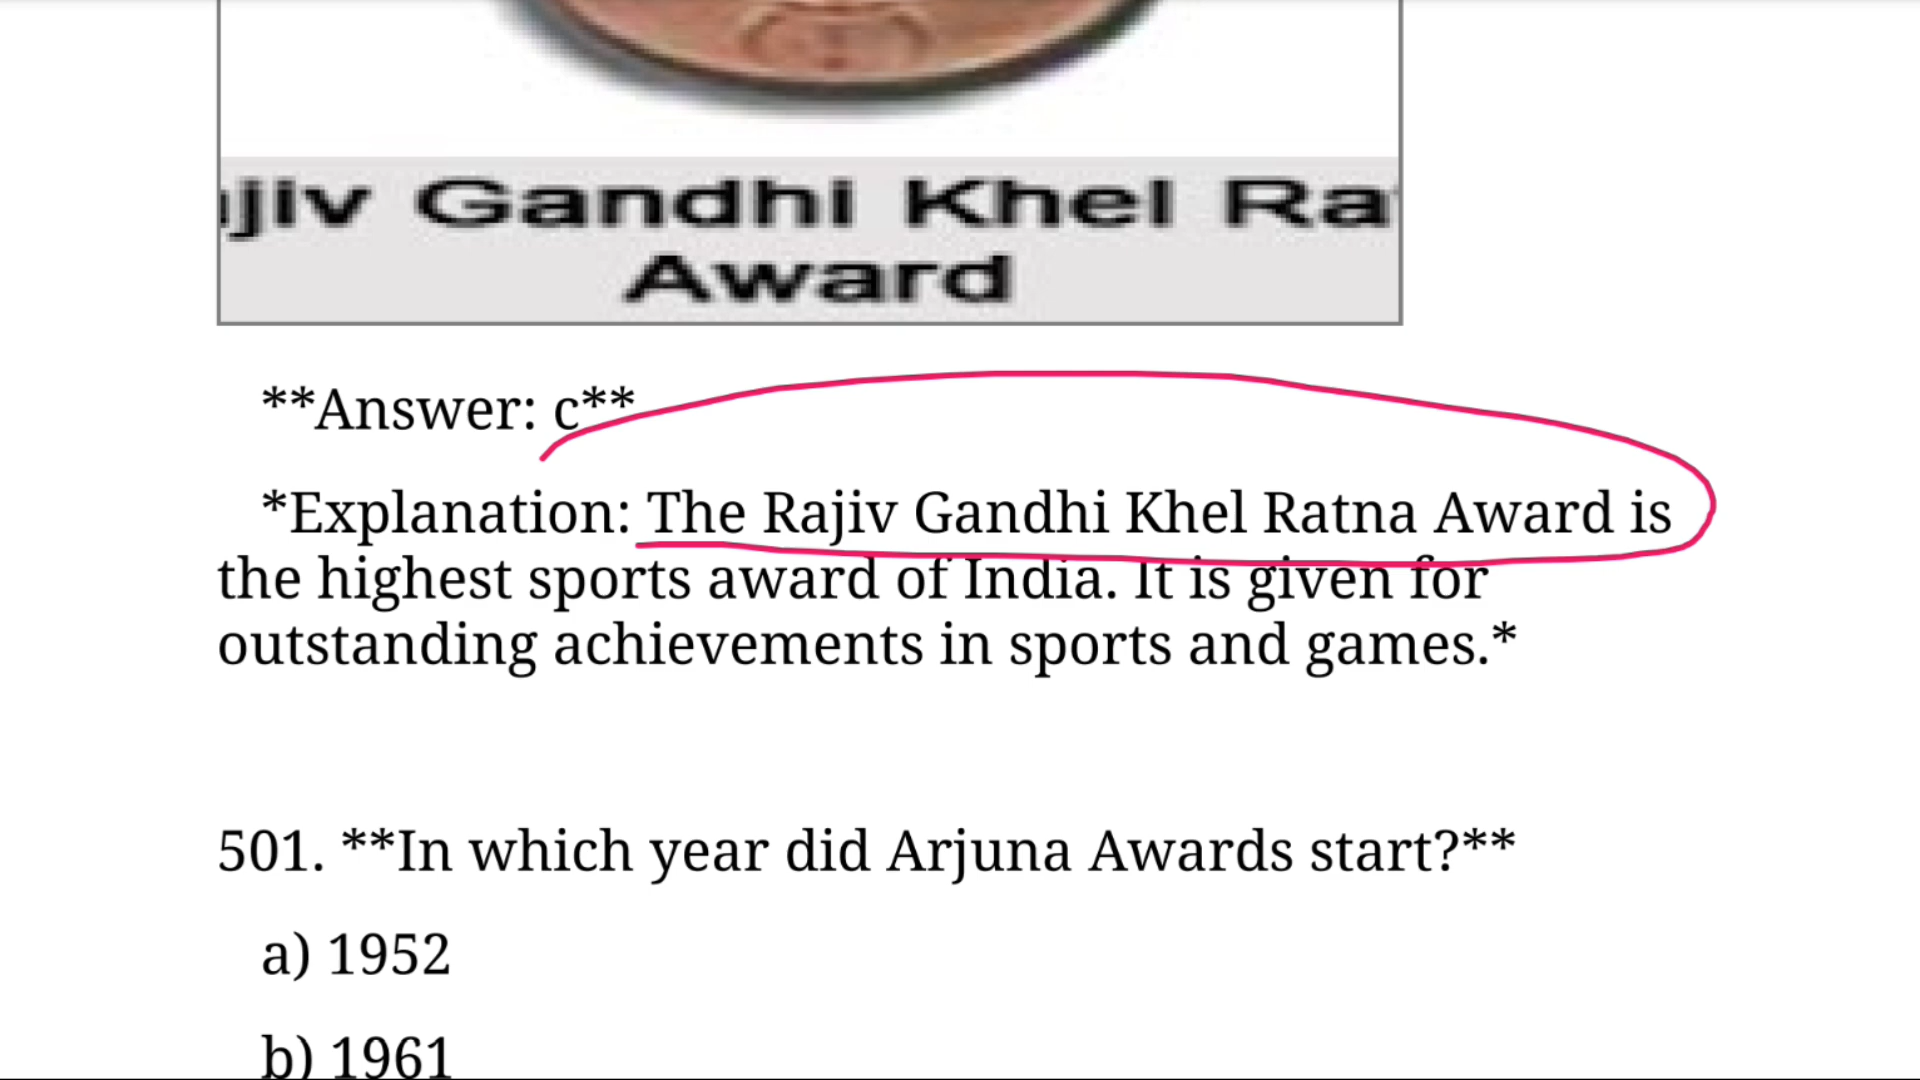 jiv Gandhi Khel Ra
Award
**Answer: c**
*Explanation: The Rajiv Gandhi Khel Ratna Award is
the highest sports award of India. It is given for
outstanding achievements in sports and games.*
501. **In which year did Arjuna Awards start?**
a) 1952
b) 1961